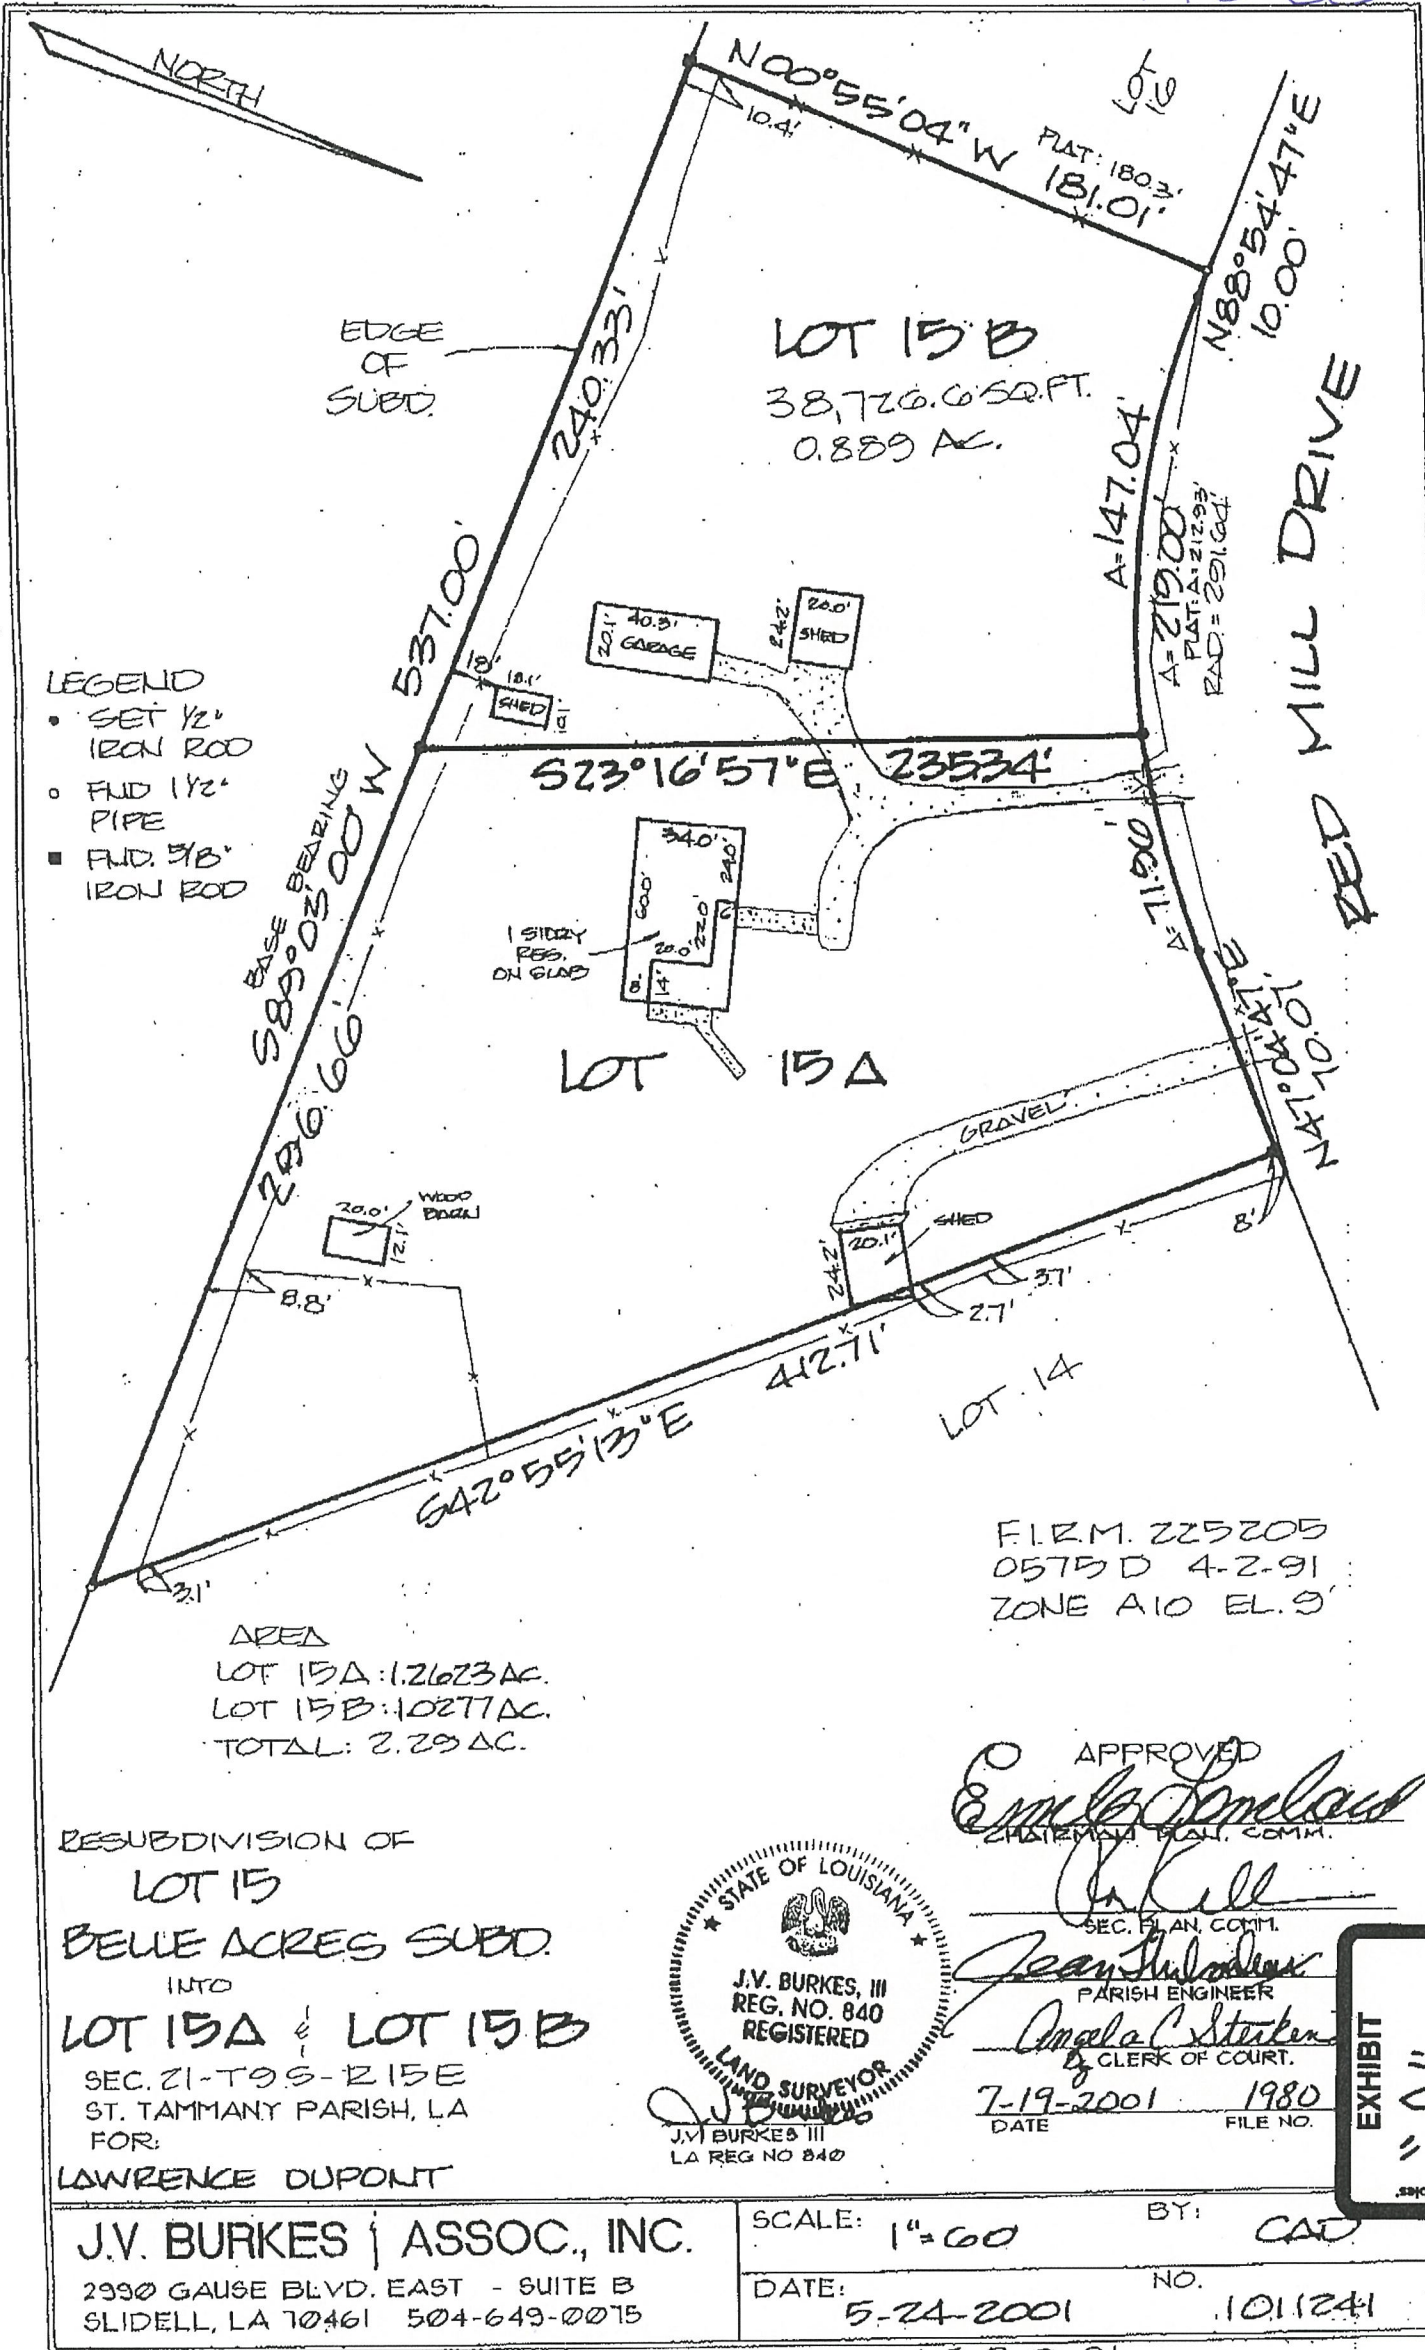 NORTH
N00°55'04" W
181.01'
PLAT: 180.3'
LOT 16
10.4'
N88°54'47"E
10.00'
EDGE
OF
SUBD.
240.33'
LOT 15 B
38,726.6 SQ.FT.
0.889 AC.
A=147.04'
A=219.00'
PLAT: A=212.93'
RAD.=291.64'
RED MILL DRIVE
537.00'
20.1'
40.3'
GARAGE
24.2'
20.0'
SHED
18'
18.1'
SHED
LEGEND
• SET 1/2"
IRON ROD
○ FND 1 1/2"
PIPE
■ FND. 5/8"
IRON ROD
S23°16'57"E 235.34'
BASE BEARING
S89°03'00" W
296.66'
34.0'
24.0'
60.0'
22.0'
20.0'
8'
14'
1 STORY
RES.
ON SLAB
A=71.96'
N47°04'47"E
70.07'
LOT 15A
GRAVEL
20.0'
WOOD
BARN
12.1'
8.8'
24.2'
20.1'
SHED
8'
3.7'
2.7'
412.71'
S42°55'13"E
LOT 14
3.1'
F.I.R.M. 225205
0575 D 4-2-91
ZONE A10 EL. 9'
AREA
LOT 15A: 1.2623 AC.
LOT 15B: 1.0277 AC.
TOTAL: 2.29 AC.
APPROVED
CHAIRMAN PLAN. COMM.
SEC. PLAN. COMM.
PARISH ENGINEER
Angela C Sterken
CLERK OF COURT.
7-19-2001 1980
DATE FILE NO.
RESUBDIVISION OF
LOT 15
BELLE ACRES SUBD.
INTO
LOT 15A & LOT 15B
SEC. 21-T9S-R15E
ST. TAMMANY PARISH, LA
FOR:
LAWRENCE DUPONT
STATE OF LOUISIANA
J.V. BURKES, III
REG. NO. 840
REGISTERED
LAND SURVEYOR
J.V. BURKES III
LA REG NO 840
EXHIBIT
J.V. BURKES & ASSOC., INC.
2990 GAUSE BLVD. EAST - SUITE B
SLIDELL, LA 70461 504-649-0075
SCALE: 1"=60'
BY: CAD
DATE: 5-24-2001
NO. 1011241